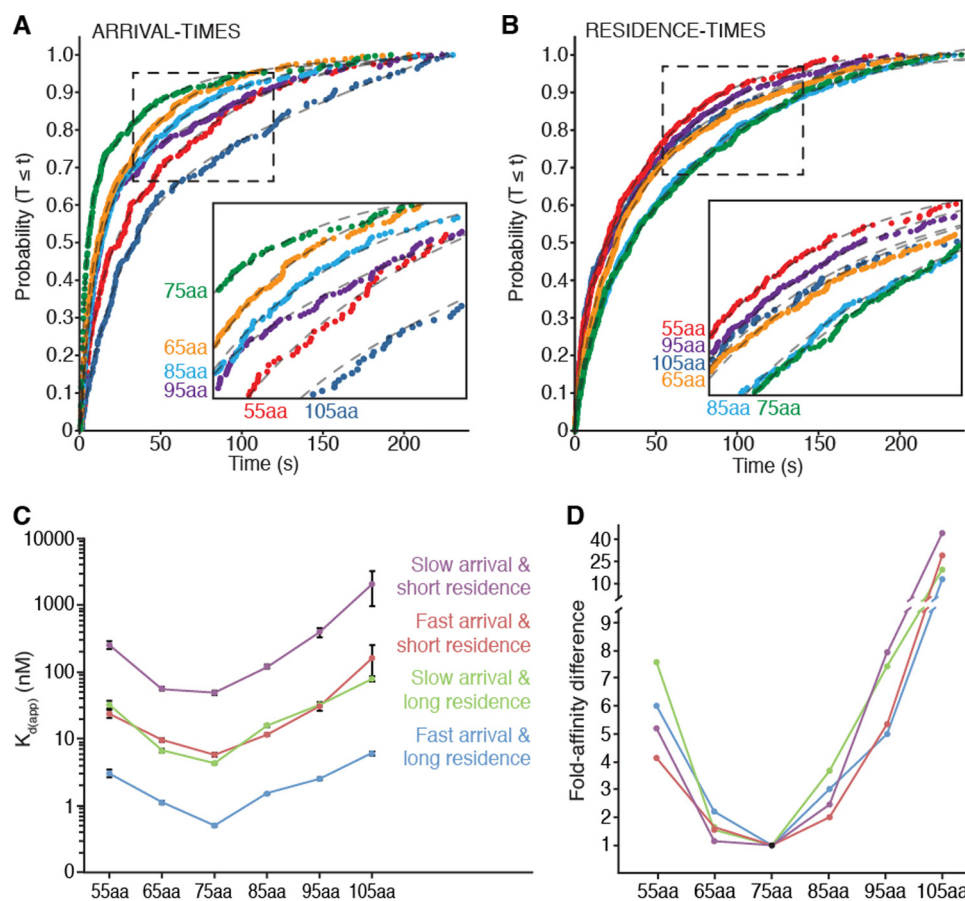 A ARRIVAL-TIMES
1.0
0.9
0.8
0.7
0.6
0.5
0.4
0.3
0.2
0.1
0
Probability (T ≤ t)
0 50 100 150 200
Time (s)
75aa
65aa
85aa
95aa
55aa 105aa
B RESIDENCE-TIMES
1.0
0.9
0.8
0.7
0.6
0.5
0.4
0.3
0.2
0.1
0
Probability (T ≤ t)
0 50 100 150 200
Time (s)
55aa
95aa
105aa
65aa
85aa 75aa
C
10000
1000
100
10
1
0
Kd(app) (nM)
55aa 65aa 75aa 85aa 95aa 105aa
Slow arrival &
short residence
Fast arrival &
short residence
Slow arrival &
long residence
Fast arrival &
long residence
D
40
25
10
9
8
7
6
5
4
3
2
1
Fold-affinity difference
55aa 65aa 75aa 85aa 95aa 105aa